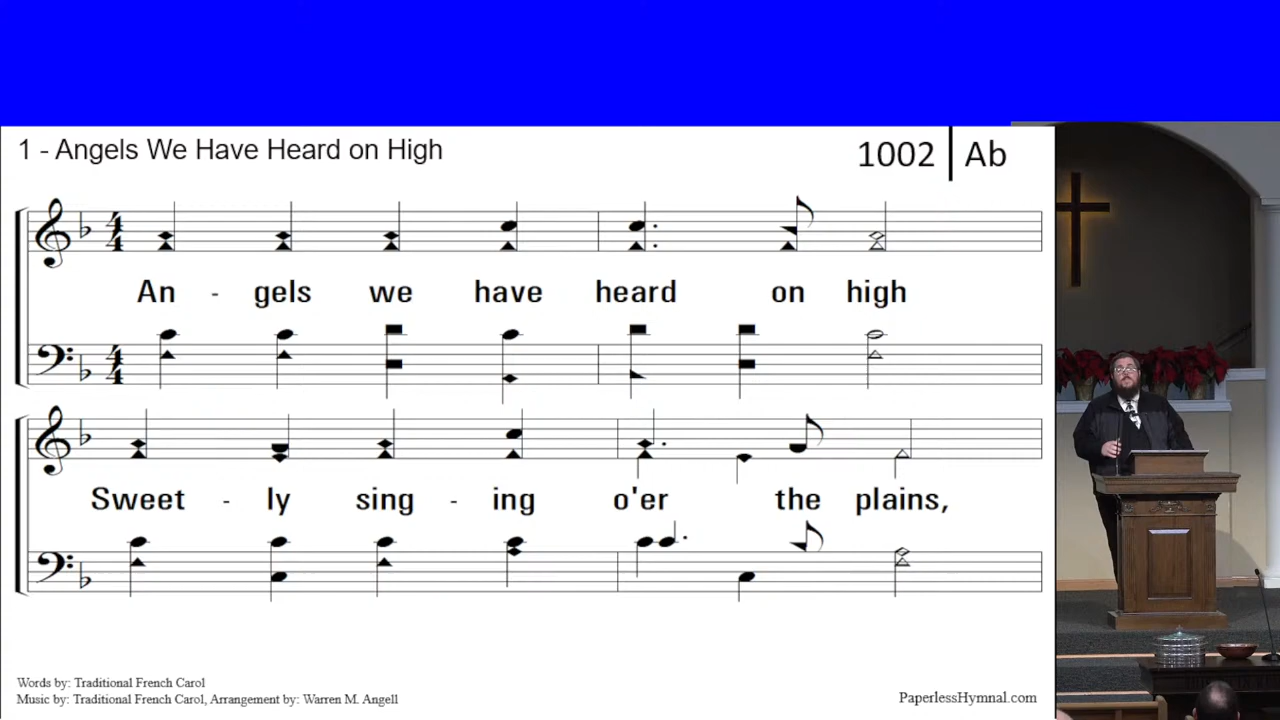 1 - Angels We Have Heard on High
1002 | Ab
An - gels we have heard on high
Sweet - ly sing - ing o'er the plains,
Words by: Traditional French Carol
Music by: Traditional French Carol, Arrangement by: Warren M. Angell
PaperlessHymnal.com